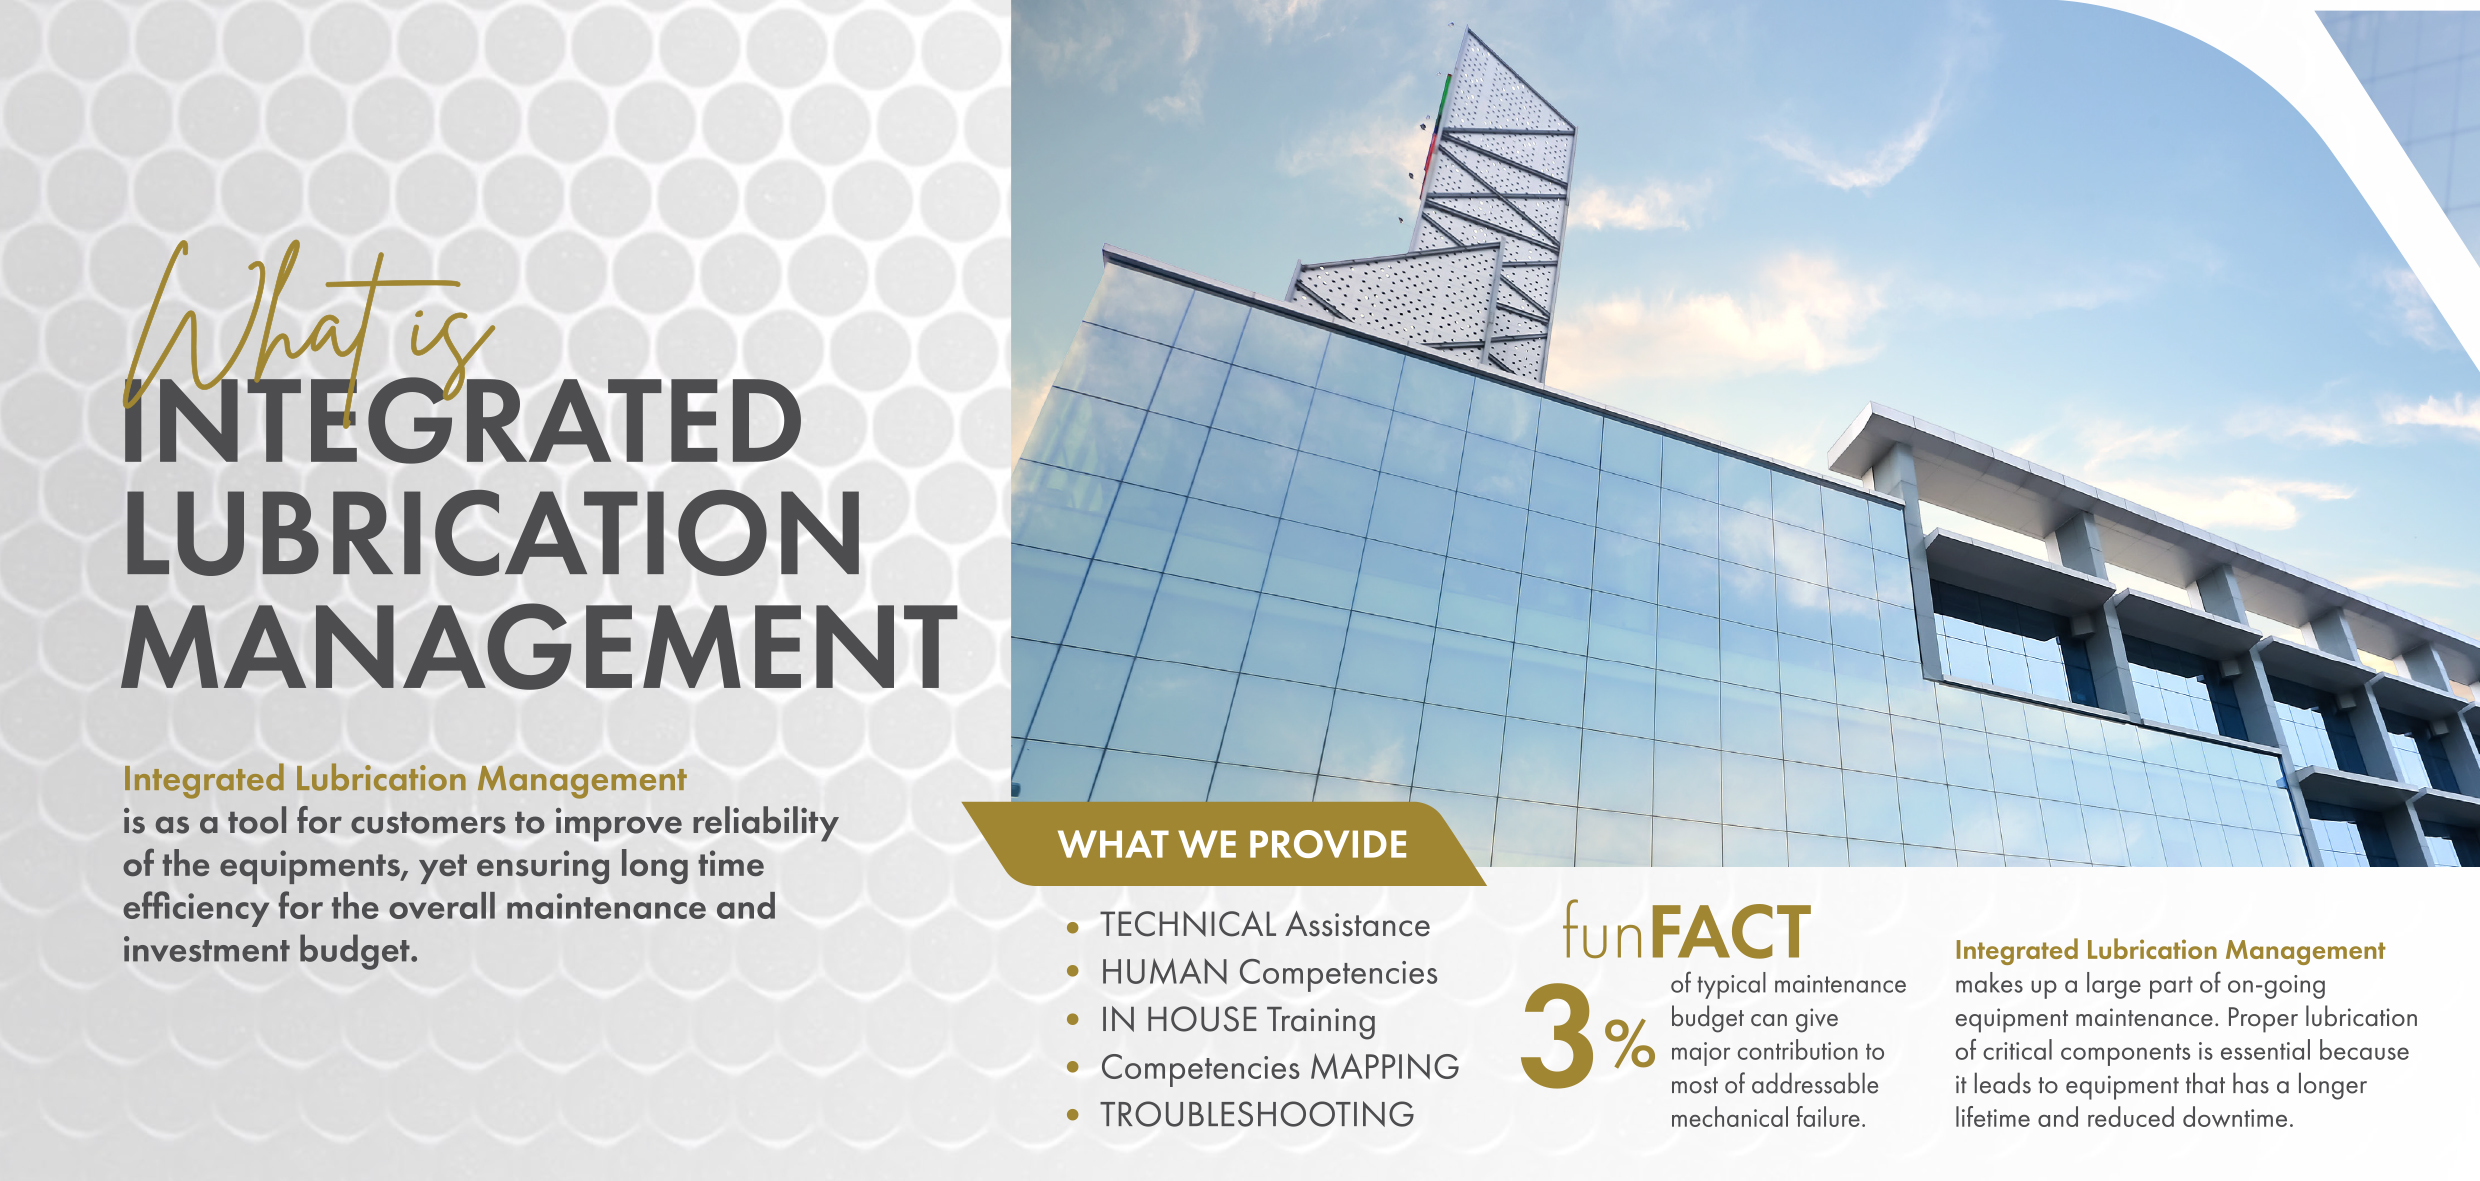 What is
INTEGRATED
LUBRICATION
MANAGEMENT
Integrated Lubrication Management
is as a tool for customers to improve reliability
of the equipments, yet ensuring long time
efficiency for the overall maintenance and
investment budget.
WHAT WE PROVIDE
• TECHNICAL Assistance
• HUMAN Competencies
• IN HOUSE Training
• Competencies MAPPING
• TROUBLESHOOTING
funFACT
3%
of typical maintenance
budget can give
major contribution to
most of addressable
mechanical failure.
Integrated Lubrication Management
makes up a large part of on-going
equipment maintenance. Proper lubrication
of critical components is essential because
it leads to equipment that has a longer
lifetime and reduced downtime.